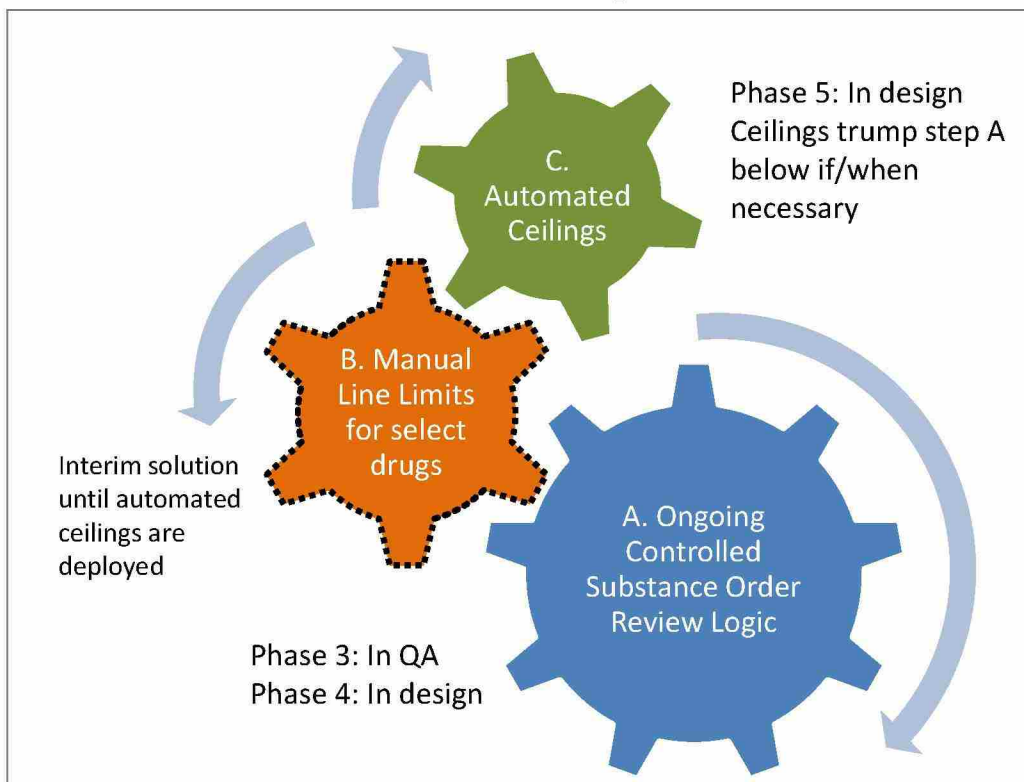 Phase 5: In design
Ceilings trump step A
below if/when
necessary
C.
Automated
Ceilings
B. Manual
Line Limits
for select
drugs
Interim solution
until automated
ceilings are
deployed
A. Ongoing
Controlled
Substance Order
Review Logic
Phase 3: In QA
Phase 4: In design